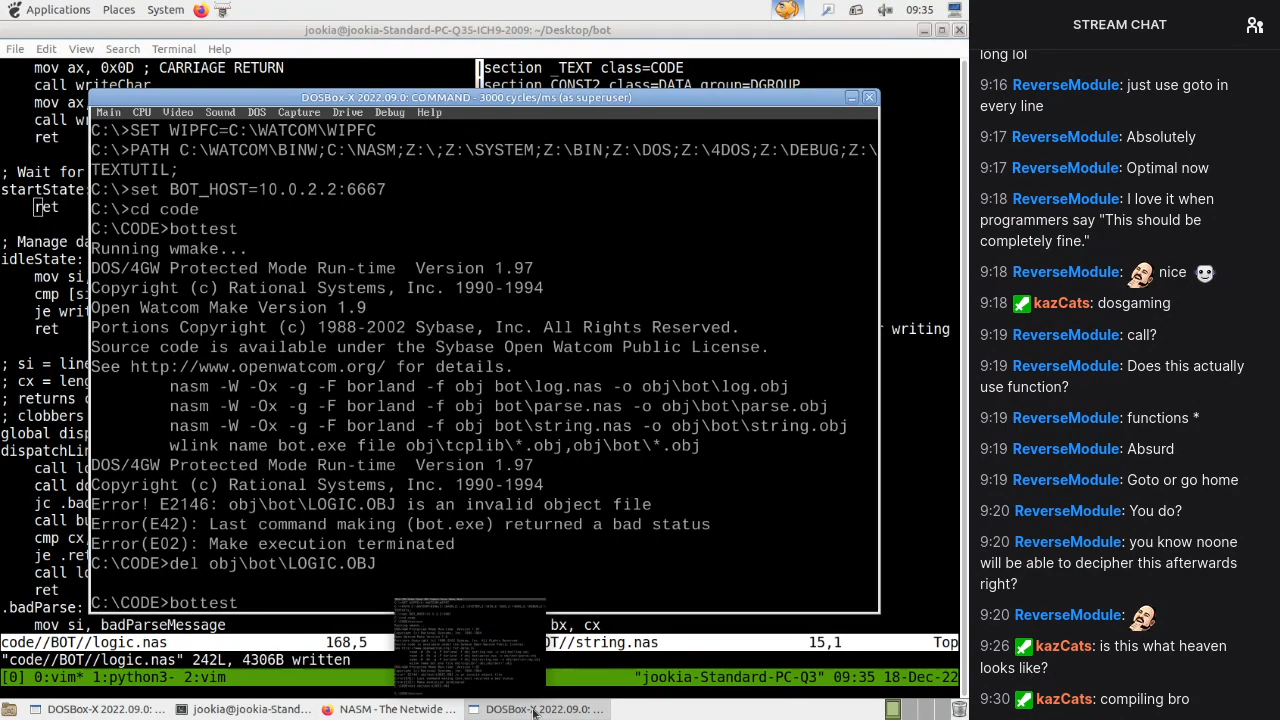 Applications Places System 09:35
jookia@jookia-Standard-PC-Q35-ICH9-2009: ~/Desktop/bot
File Edit View Search Terminal Help
mov ax, 0x0D ; CARRIAGE RETURN
call writeChar
mov ax
call wr
ret
; Wait for
startState:
ret
; Manage da
idleState:
mov si
cmp [s
je wri
ret
; si = line
; cx = leng
; returns c
; clobbers
global disp
dispatchLin
call lo
call do
jc .bad
call bu
cmp cx,
je .ret
call lo
ret
.badParse:
mov si, badParseMessage
section _TEXT class=CODE
section CONST2 class=DATA group=DGROUP
writing
bx, cx
DOSBox-X 2022.09.0: COMMAND - 3000 cycles/ms (as superuser)
Main CPU Video Sound DOS Capture Drive Debug Help
C:\>SET WIPFC=C:\WATCOM\WIPFC
C:\>PATH C:\WATCOM\BINW;C:\NASM;Z:\;Z:\SYSTEM;Z:\BIN;Z:\DOS;Z:\4DOS;Z:\DEBUG;Z:\
TEXTUTIL;
C:\>set BOT_HOST=10.0.2.2:6667
C:\>cd code
C:\CODE>bottest
Running wmake...
DOS/4GW Protected Mode Run-time Version 1.97
Copyright (c) Rational Systems, Inc. 1990-1994
Open Watcom Make Version 1.9
Portions Copyright (c) 1988-2002 Sybase, Inc. All Rights Reserved.
Source code is available under the Sybase Open Watcom Public License.
See http://www.openwatcom.org/ for details.
nasm -W -Ox -g -F borland -f obj bot\log.nas -o obj\bot\log.obj
nasm -W -Ox -g -F borland -f obj bot\parse.nas -o obj\bot\parse.obj
nasm -W -Ox -g -F borland -f obj bot\string.nas -o obj\bot\string.obj
wlink name bot.exe file obj\tcplib\*.obj,obj\bot\*.obj
DOS/4GW Protected Mode Run-time Version 1.97
Copyright (c) Rational Systems, Inc. 1990-1994
Error! E2146: obj\bot\LOGIC.OBJ is an invalid object file
Error(E42): Last command making (bot.exe) returned a bad status
Error(E02): Make execution terminated
C:\CODE>del obj\bot\LOGIC.OBJ
C:\CODE>bottest
code/bot/logic.nas 38,5
15
"code/bot/logic.nas" 4396B written
1:python 2:vim "jookia-Standard-PC-Q3" 09:35 18-Dec-22
DOSBox-X 2022.09.0: ... jookia@jookia-Stand... NASM - The Netwide ... DOSBox-X 2022.09.0: ...
STREAM CHAT
long lol
9:16 ReverseModule: just use goto in
every line
9:17 ReverseModule: Absolutely
9:17 ReverseModule: Optimal now
9:18 ReverseModule: I love it when
programmers say "This should be
completely fine."
9:18 ReverseModule: nice
9:18 kazCats: dosgaming
9:19 ReverseModule: call?
9:19 ReverseModule: Does this actually
use function?
9:19 ReverseModule: functions *
9:19 ReverseModule: Absurd
9:19 ReverseModule: Goto or go home
9:20 ReverseModule: You do?
9:20 ReverseModule: you know noone
will be able to decipher this afterwards
right?
9:20 ReverseModule:
9:30 kazCats: is this what c
looks like?
9:30 kazCats: compiling bro